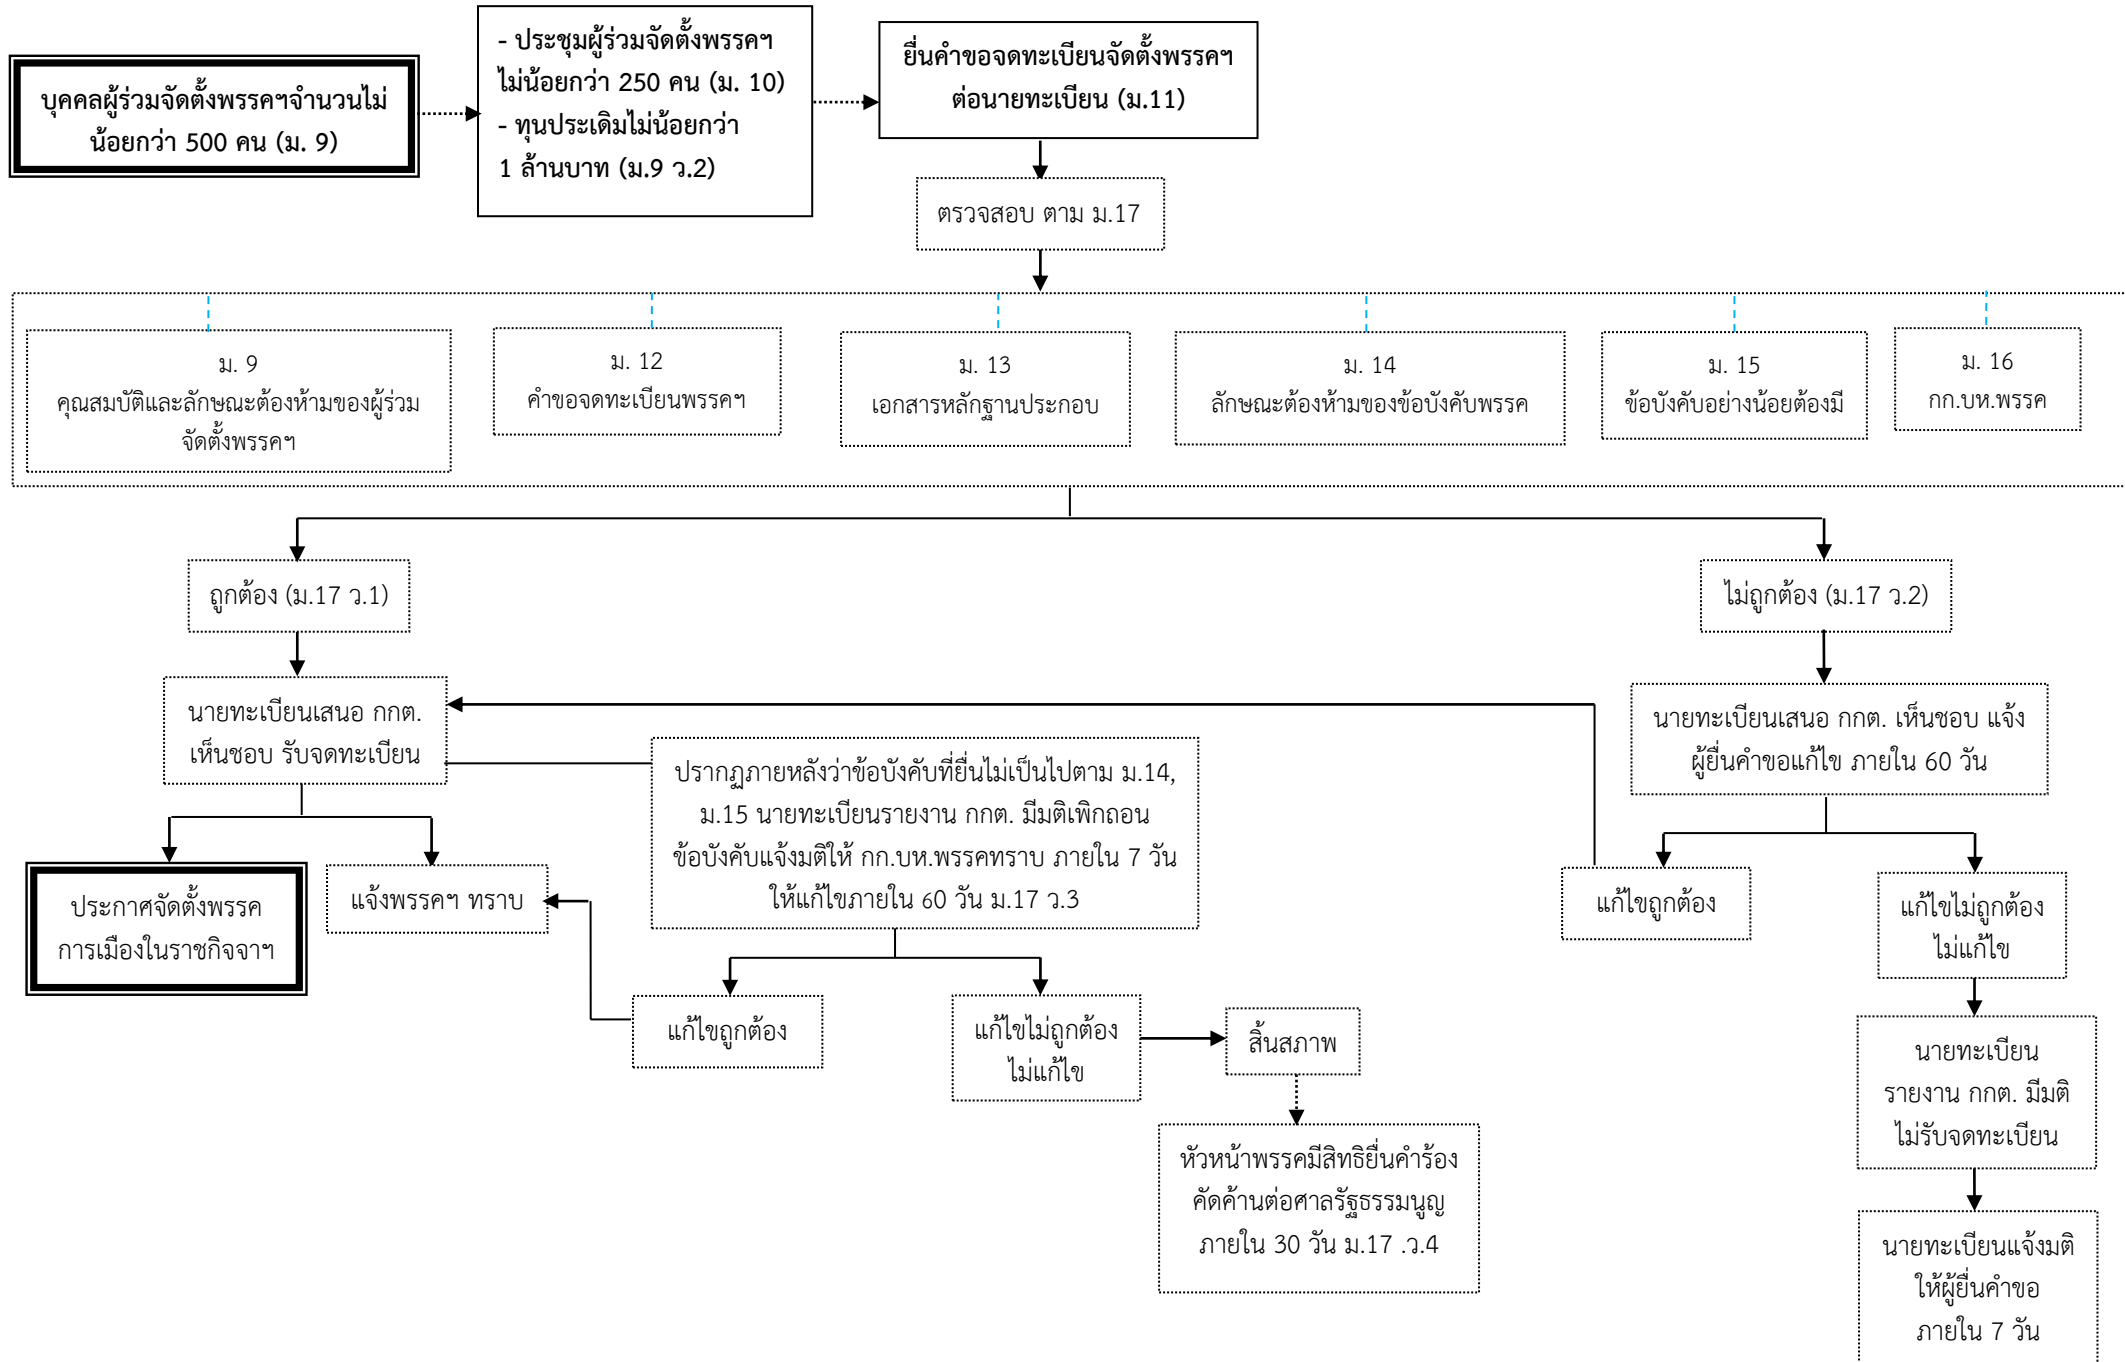 บุคคลผู้ร่วมจัดตั้งพรรคฯจำนวนไม่
น้อยกว่า 500 คน (ม. 9)
- ประชุมผู้ร่วมจัดตั้งพรรคฯ
ไม่น้อยกว่า 250 คน (ม. 10)
- ทุนประเดิมไม่น้อยกว่า
1 ล้านบาท (ม.9 ว.2)
ยื่นคำขอจดทะเบียนจัดตั้งพรรคฯ
ต่อนายทะเบียน (ม.11)
ตรวจสอบ ตาม ม.17
ม. 9
คุณสมบัติและลักษณะต้องห้ามของผู้ร่วม
จัดตั้งพรรคฯ
ม. 12
คำขอจดทะเบียนพรรคฯ
ม. 13
เอกสารหลักฐานประกอบ
ม. 14
ลักษณะต้องห้ามของข้อบังคับพรรค
ม. 15
ข้อบังคับอย่างน้อยต้องมี
ม. 16
กก.บห.พรรค
ถูกต้อง (ม.17 ว.1)
ไม่ถูกต้อง (ม.17 ว.2)
นายทะเบียนเสนอ กกต.
เห็นชอบ รับจดทะเบียน
นายทะเบียนเสนอ กกต. เห็นชอบ แจ้ง
ผู้ยื่นคำขอแก้ไข ภายใน 60 วัน
ปรากฏภายหลังว่าข้อบังคับที่ยื่นไม่เป็นไปตาม ม.14,
ม.15 นายทะเบียนรายงาน กกต. มีมติเพิกถอน
ข้อบังคับแจ้งมติให้ กก.บห.พรรคทราบ ภายใน 7 วัน
ให้แก้ไขภายใน 60 วัน ม.17 ว.3
ประกาศจัดตั้งพรรค
การเมืองในราชกิจจาฯ
แจ้งพรรคฯ ทราบ
แก้ไขถูกต้อง
แก้ไขไม่ถูกต้อง
ไม่แก้ไข
แก้ไขถูกต้อง
แก้ไขไม่ถูกต้อง
ไม่แก้ไข
สิ้นสภาพ
นายทะเบียน
รายงาน กกต. มีมติ
ไม่รับจดทะเบียน
หัวหน้าพรรคมีสิทธิยื่นคำร้อง
คัดค้านต่อศาลรัฐธรรมนูญ
ภายใน 30 วัน ม.17 .ว.4
นายทะเบียนแจ้งมติ
ให้ผู้ยื่นคำขอ
ภายใน 7 วัน